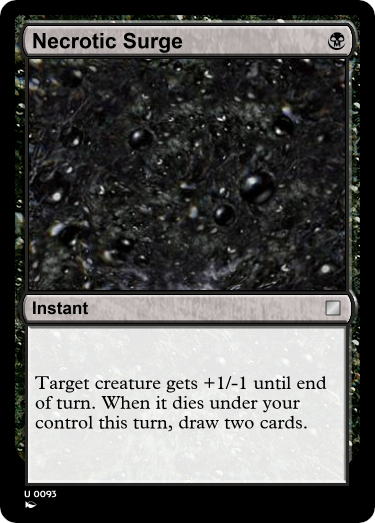 Necrotic Surge
Instant
Target creature gets +1/-1 until end
of turn. When it dies under your
control this turn, draw two cards.
U 0093